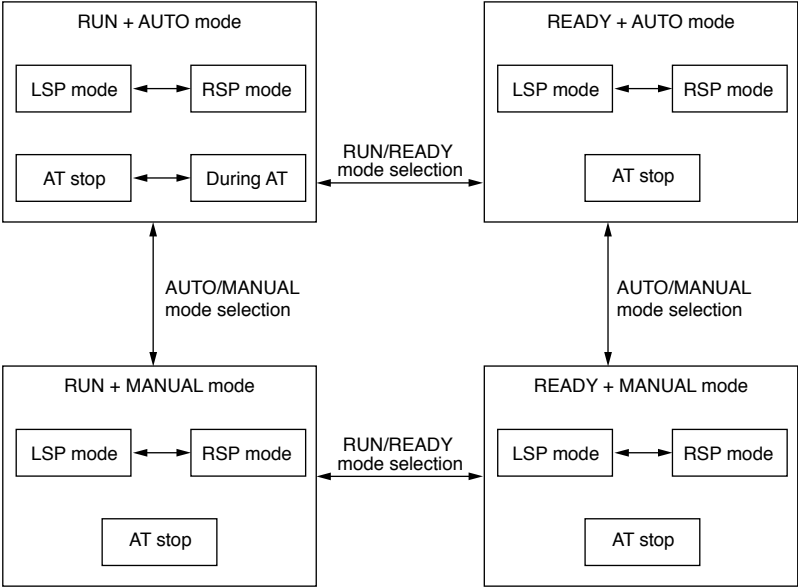 RUN + AUTO mode
LSP mode
RSP mode
AT stop
During AT
RUN/READY
mode selection
READY + AUTO mode
LSP mode
RSP mode
AT stop
AUTO/MANUAL
mode selection
AUTO/MANUAL
mode selection
RUN + MANUAL mode
LSP mode
RSP mode
AT stop
RUN/READY
mode selection
READY + MANUAL mode
LSP mode
RSP mode
AT stop